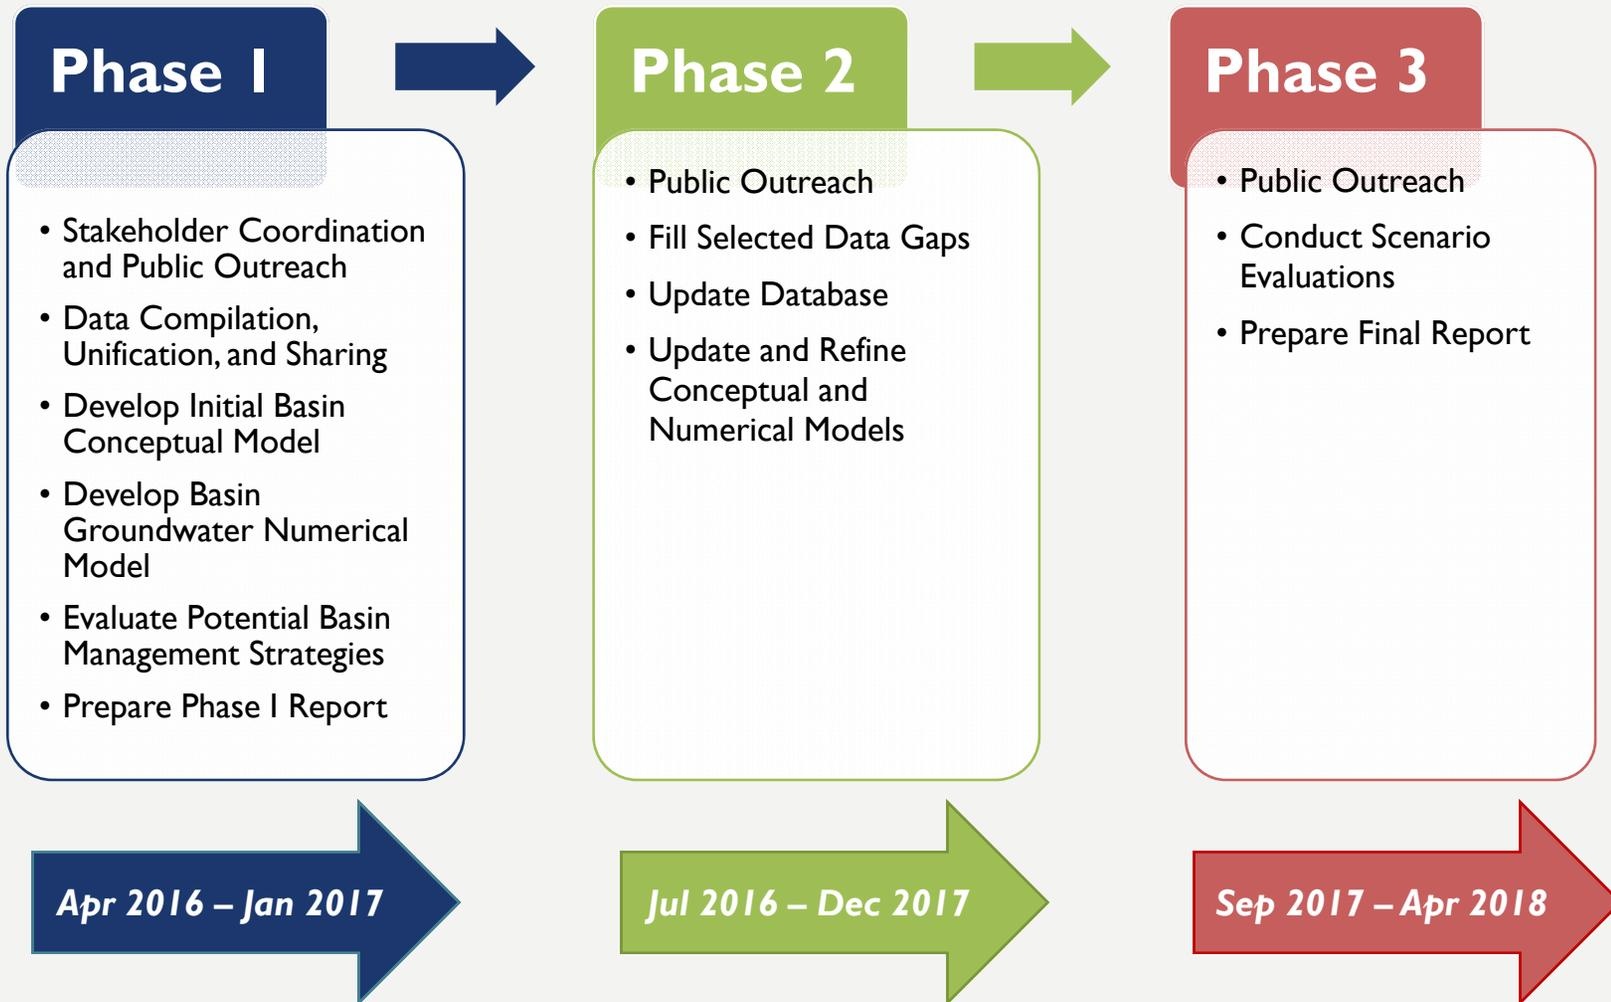 Phase 1
• Stakeholder Coordination
and Public Outreach
• Data Compilation,
Unification, and Sharing
• Develop Initial Basin
Conceptual Model
• Develop Basin
Groundwater Numerical
Model
• Evaluate Potential Basin
Management Strategies
• Prepare Phase 1 Report
Apr 2016 – Jan 2017
Phase 2
• Public Outreach
• Fill Selected Data Gaps
• Update Database
• Update and Refine
Conceptual and
Numerical Models
Jul 2016 – Dec 2017
Phase 3
• Public Outreach
• Conduct Scenario
Evaluations
• Prepare Final Report
Sep 2017 – Apr 2018